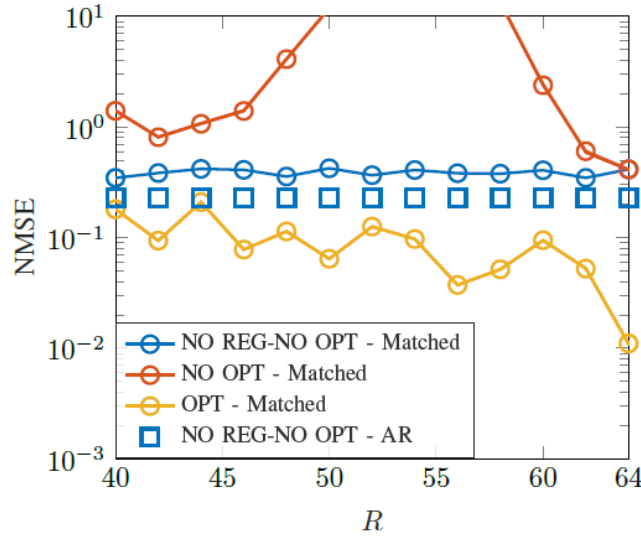 10^1
10^0
10^-1
10^-2
10^-3
NMSE
NO REG-NO OPT - Matched
NO OPT - Matched
OPT - Matched
NO REG-NO OPT - AR
40 45 50 55 60 64
R